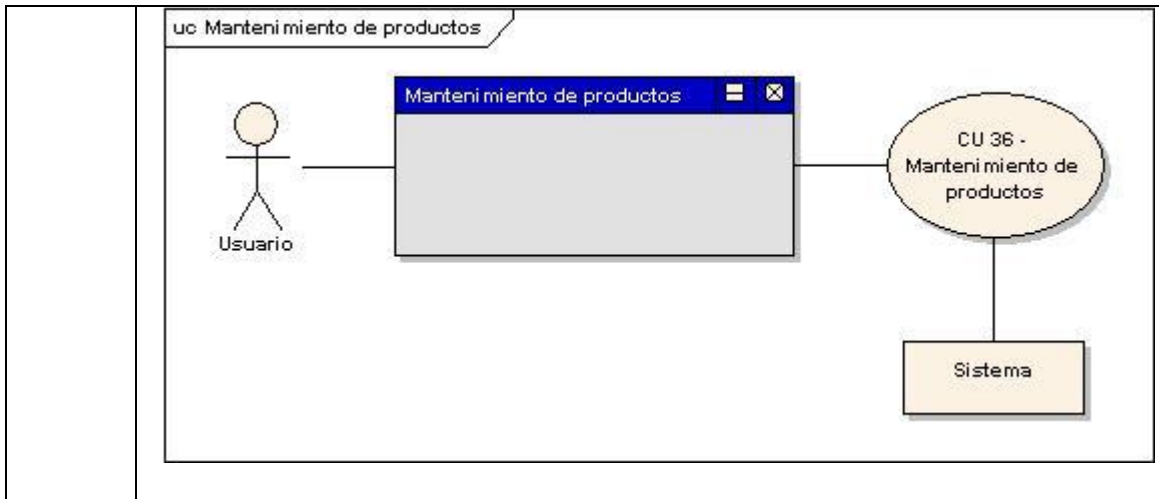 uc Mantenimiento de productos
Mantenimiento de productos
Usuario
CU 36 -
Mantenimiento de
productos
Sistema